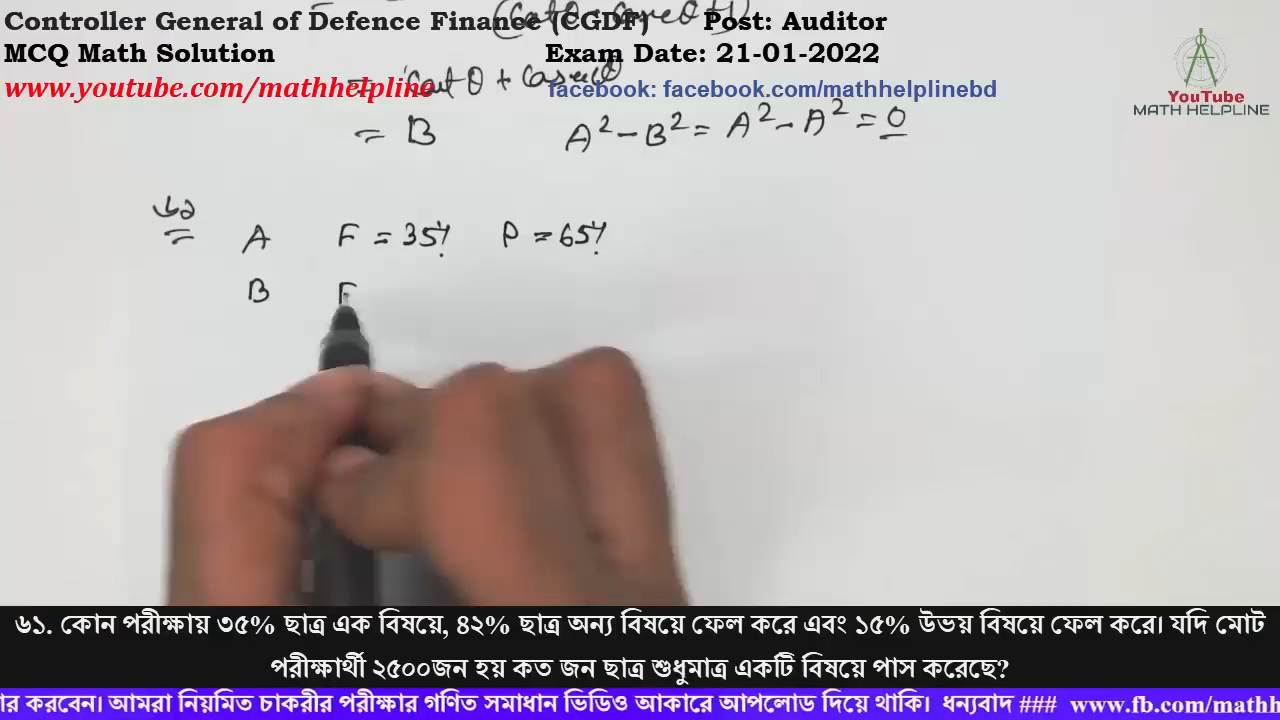 Controller General of Defence Finance (CGDF) Post: Auditor
MCQ Math Solution Exam Date: 21-01-2022
www.youtube.com/mathhelpline facebook: facebook.com/mathhelplinebd
YouTube
MATH HELPLINE
= B A² - B² = A² - A² = 0
৬১
A F = 35% P = 65%
B F
৬১. কোন পরীক্ষায় ৩৫% ছাত্র এক বিষয়ে, ৪২% ছাত্র অন্য বিষয়ে ফেল করে এবং ১৫% উভয় বিষয়ে ফেল করে। যদি মোট
পরীক্ষার্থী ২৫০০জন হয় কত জন ছাত্র শুধুমাত্র একটি বিষয়ে পাস করেছে?
ার করবেন। আমরা নিয়মিত চাকরীর পরীক্ষার গণিত সমাধান ভিডিও আকারে আপলোড দিয়ে থাকি। ধন্যবাদ ### www.fb.com/mathh